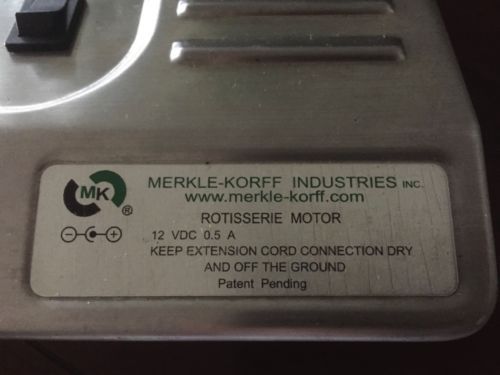 MK®
MERKLE-KORFF INDUSTRIES INC.
www.merkle-korff.com
ROTISSERIE MOTOR
12 VDC 0.5 A
KEEP EXTENSION CORD CONNECTION DRY
AND OFF THE GROUND
Patent Pending